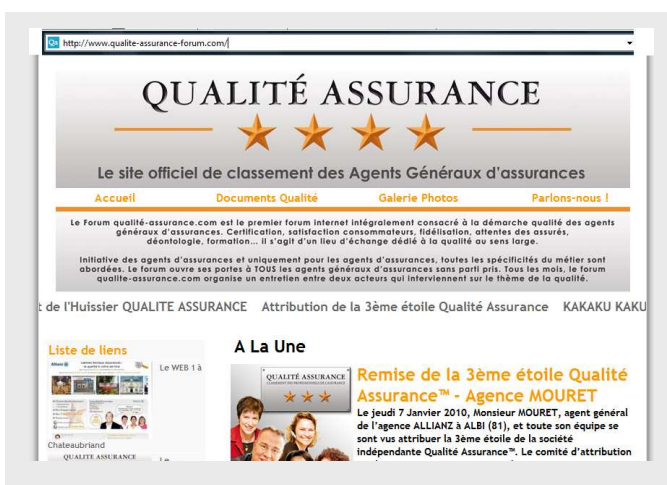 Qa http://www.qualite-assurance-forum.com/
QUALITÉ ASSURANCE
Le site officiel de classement des Agents Généraux d'assurances
Accueil Documents Qualité Galerie Photos Parlons-nous !
Le Forum qualité-assurance.com est le premier forum internet intégralement consacré à la démarche qualité des agents
généraux d'assurances. Certification, satisfaction consommateurs, fidélisation, attentes des assurés,
déontologie, formation... il s'agit d'un lieu d'échange dédié à la qualité au sens large.
Initiative des agents d'assurances et uniquement pour les agents d'assurances, toutes les spécificités du métier sont
abordées. Le forum ouvre ses portes à TOUS les agents généraux d'assurances sans parti pris. Tous les mois, le forum
qualite-assurance.com organise un entretien entre deux acteurs qui interviennent sur le thème de la qualité.
t de l'Huissier QUALITE ASSURANCE Attribution de la 3ème étoile Qualité Assurance KAKAKU KAKU
Liste de liens
Allianz
Le WEB 1 à
Chateaubriand
QUALITÉ ASSURANCE
Le
A La Une
QUALITÉ ASSURANCE
Remise de la 3ème étoile Qualité
Assurance™ - Agence MOURET
Le jeudi 7 Janvier 2010, Monsieur MOURET, agent général
de l'agence ALLIANZ à ALBI (81), et toute son équipe se
sont vus attribuer la 3ème étoile de la société
indépendante Qualité Assurance™. Le comité d'attribution